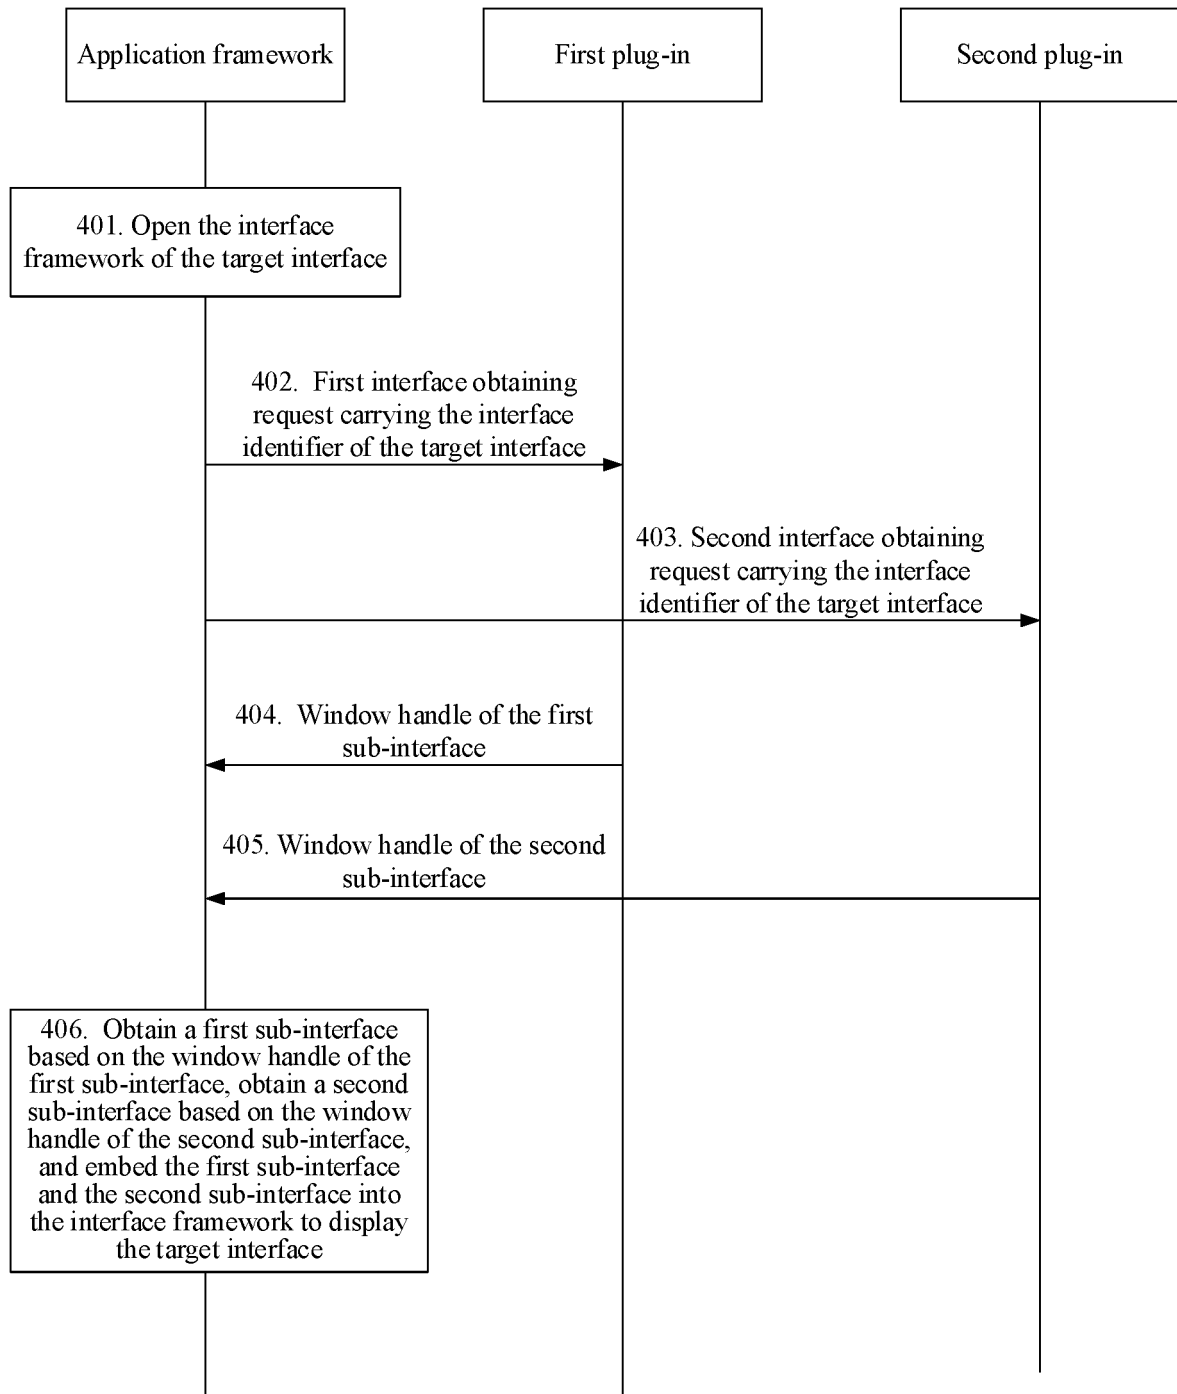 Application framework
First plug-in
Second plug-in
401. Open the interface
framework of the target interface
402. First interface obtaining
request carrying the interface
identifier of the target interface
403. Second interface obtaining
request carrying the interface
identifier of the target interface
404. Window handle of the first
sub-interface
405. Window handle of the second
sub-interface
406. Obtain a first sub-interface
based on the window handle of the
first sub-interface, obtain a second
sub-interface based on the window
handle of the second sub-interface,
and embed the first sub-interface
and the second sub-interface into
the interface framework to display
the target interface